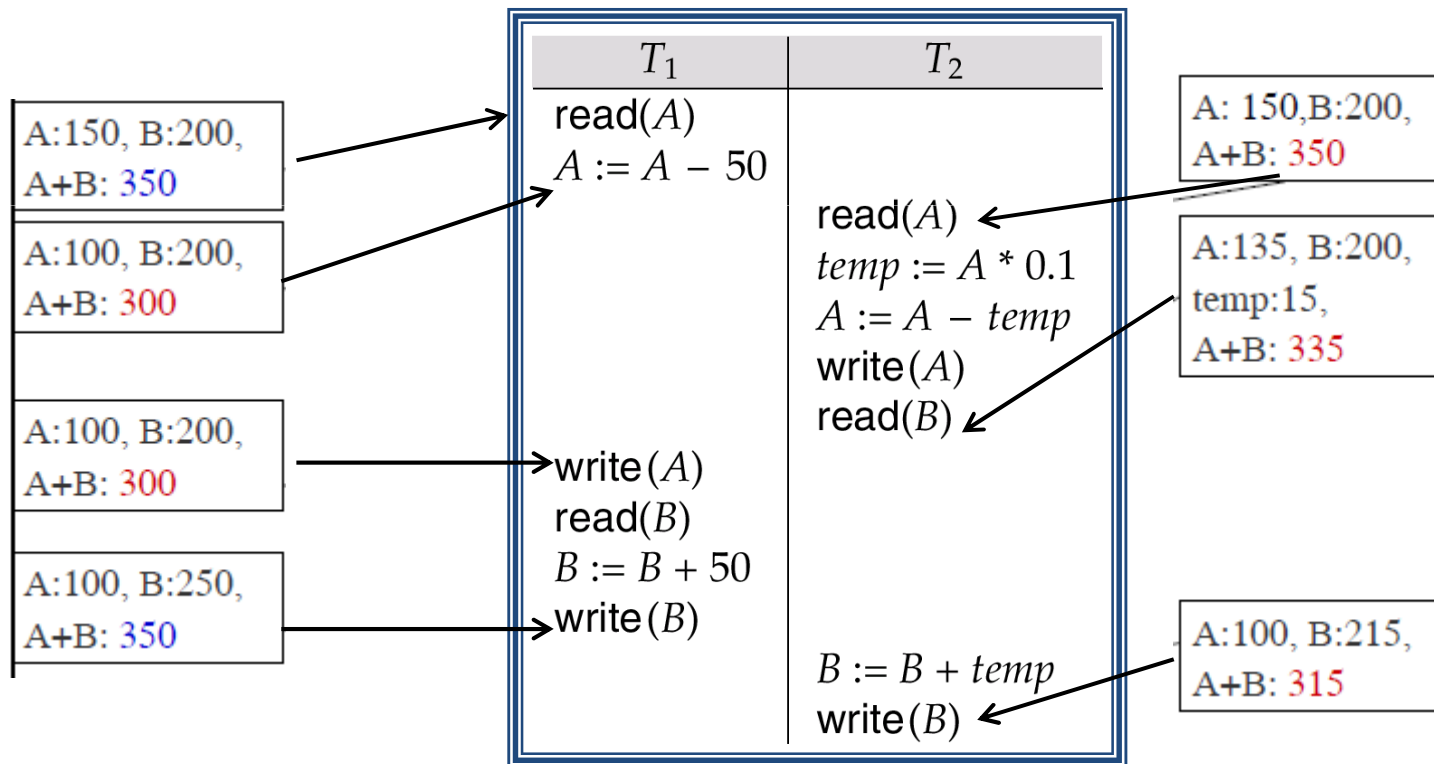 T₁ T₂
A:150, B:200,
A+B: 350
A:100, B:200,
A+B: 300
A:100, B:200,
A+B: 300
A:100, B:250,
A+B: 350
read(A)
A := A − 50
write(A)
read(B)
B := B + 50
write(B)
read(A)
temp := A * 0.1
A := A − temp
write(A)
read(B)
B := B + temp
write(B)
A: 150,B:200,
A+B: 350
A:135, B:200,
temp:15,
A+B: 335
A:100, B:215,
A+B: 315